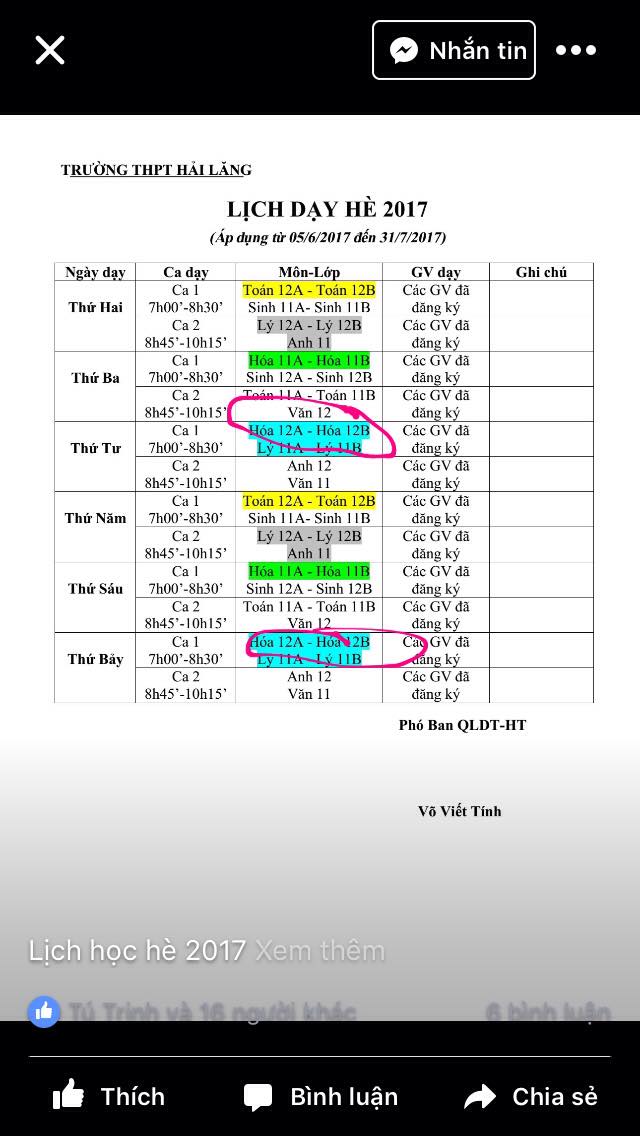 Nhắn tin
TRƯỜNG THPT HẢI LĂNG
LỊCH DẠY HÈ 2017
(Áp dụng từ 05/6/2017 đến 31/7/2017)
Ngày dạy Ca dạy Môn-Lớp GV dạy Ghi chú
Thứ Hai
Ca 1 Toán 12A - Toán 12B Các GV đã
7h00’-8h30’ Sinh 11A- Sinh 11B đăng ký
Ca 2 Lý 12A - Lý 12B Các GV đã
8h45’-10h15’ Anh 11 đăng ký
Thứ Ba
Ca 1 Hóa 11A - Hóa 11B Các GV đã
7h00’-8h30’ Sinh 12A - Sinh 12B đăng ký
Ca 2 Toán 11A - Toán 11B Các GV đã
8h45’-10h15’ Văn 12 đăng ký
Thứ Tư
Ca 1 Hóa 12A - Hóa 12B Các GV đã
7h00’-8h30’ Lý 11A - Lý 11B đăng ký
Ca 2 Anh 12 Các GV đã
8h45’-10h15’ Văn 11 đăng ký
Thứ Năm
Ca 1 Toán 12A - Toán 12B Các GV đã
7h00’-8h30’ Sinh 11A- Sinh 11B đăng ký
Ca 2 Lý 12A - Lý 12B Các GV đã
8h45’-10h15’ Anh 11 đăng ký
Thứ Sáu
Ca 1 Hóa 11A - Hóa 11B Các GV đã
7h00’-8h30’ Sinh 12A - Sinh 12B đăng ký
Ca 2 Toán 11A - Toán 11B Các GV đã
8h45’-10h15’ Văn 12 đăng ký
Thứ Bảy
Ca 1 Hóa 12A - Hóa 12B Các GV đã
7h00’-8h30’ Lý 11A - Lý 11B đăng ký
Ca 2 Anh 12 Các GV đã
8h45’-10h15’ Văn 11 đăng ký
Phó Ban QLDT-HT
Võ Viết Tính
Lịch học hè 2017 Xem thêm
Tú Trinh và 16 người khác 6 bình luận
Thích Bình luận Chia sẻ